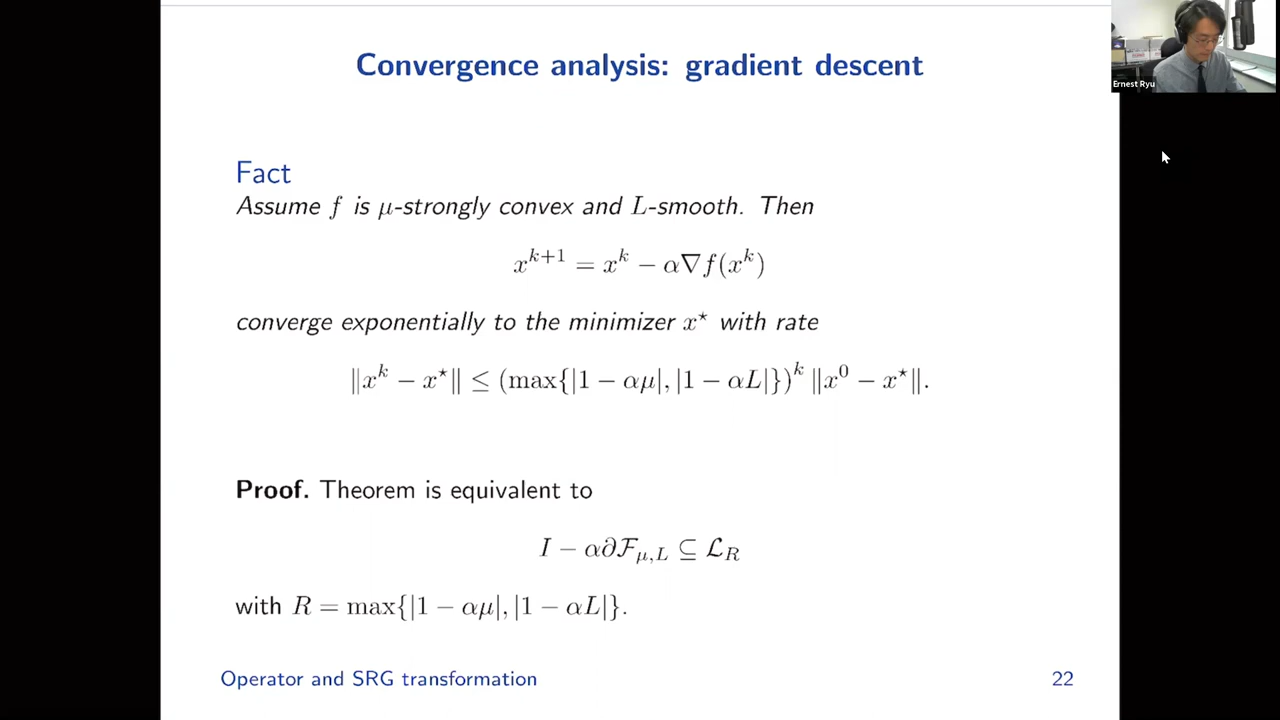 Convergence analysis: gradient descent
Ernest Ryu
Fact
Assume f is μ-strongly convex and L-smooth. Then
x^{k+1} = x^k − α∇f(x^k)
converge exponentially to the minimizer x^⋆ with rate
‖x^k − x^⋆‖ ≤ (max{|1 − αμ|, |1 − αL|})^k ‖x^0 − x^⋆‖.
Proof. Theorem is equivalent to
I − α∂ℱ_{μ,L} ⊆ ℒ_R
with R = max{|1 − αμ|, |1 − αL|}.
Operator and SRG transformation
22